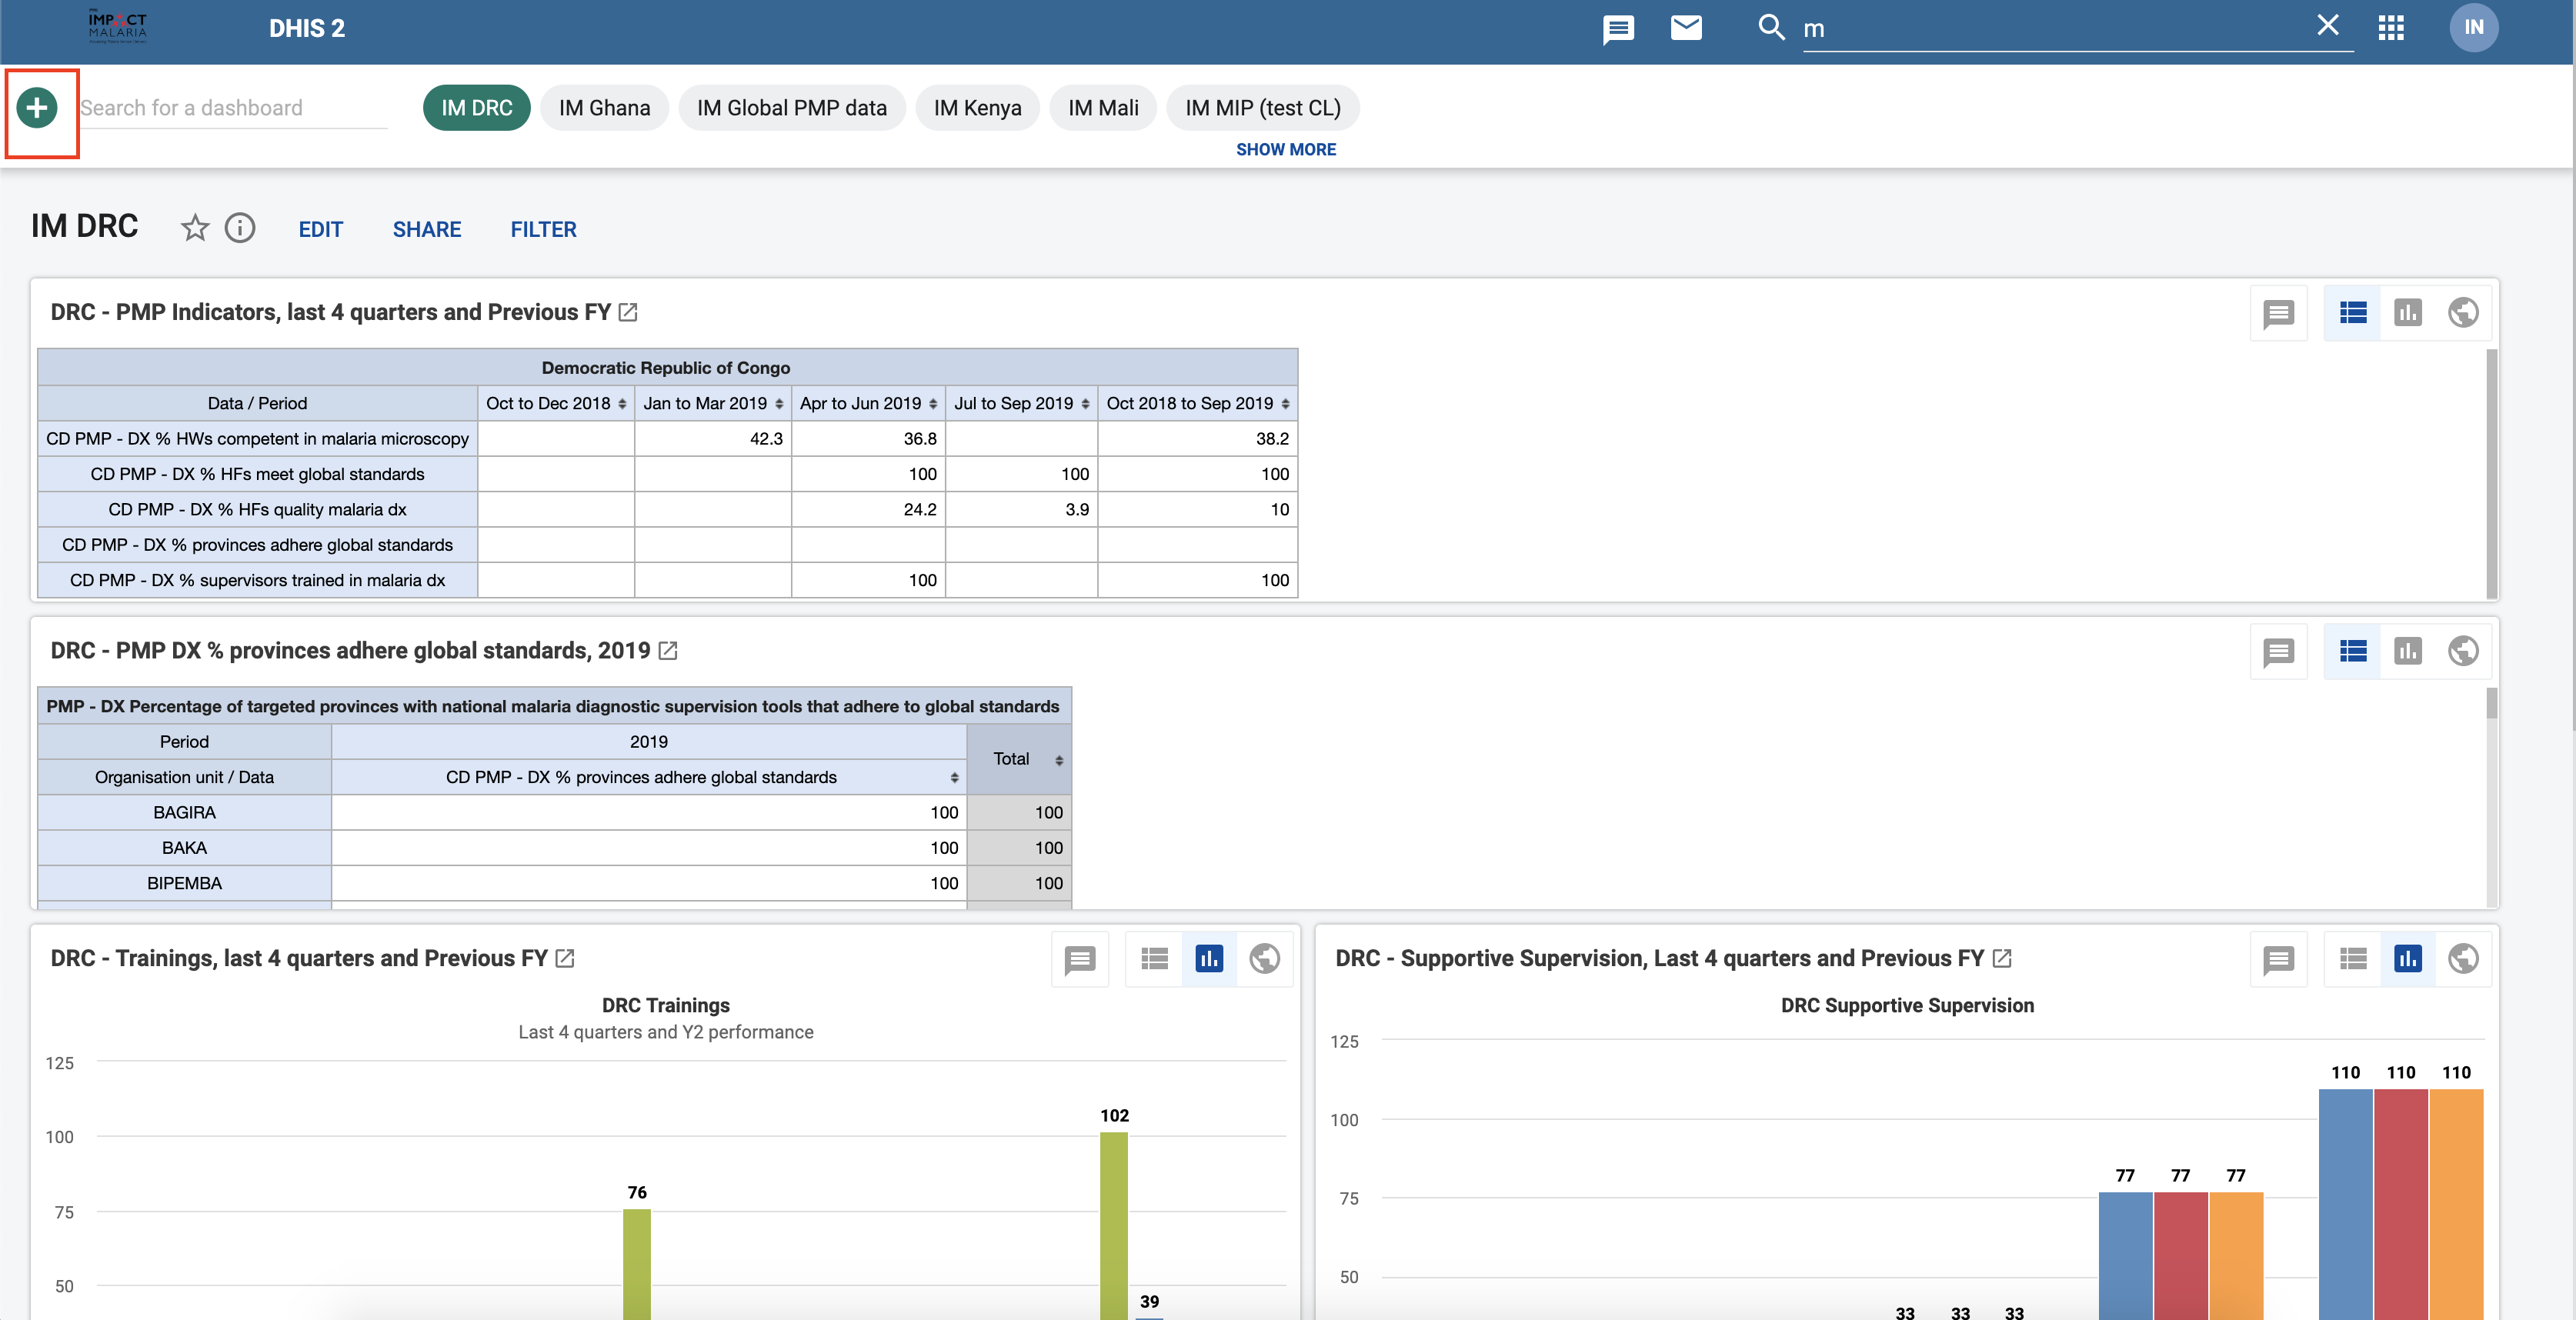 IMPACT
MALARIA
DHIS 2
m
IN
Search for a dashboard
IM DRC
IM Ghana
IM Global PMP data
IM Kenya
IM Mali
IM MIP (test CL)
SHOW MORE
IM DRC
EDIT
SHARE
FILTER
DRC - PMP Indicators, last 4 quarters and Previous FY
Democratic Republic of Congo
Data / Period Oct to Dec 2018 Jan to Mar 2019 Apr to Jun 2019 Jul to Sep 2019 Oct 2018 to Sep 2019
CD PMP - DX % HWs competent in malaria microscopy 42.3 36.8 38.2
CD PMP - DX % HFs meet global standards 100 100 100
CD PMP - DX % HFs quality malaria dx 24.2 3.9 10
CD PMP - DX % provinces adhere global standards
CD PMP - DX % supervisors trained in malaria dx 100 100
DRC - PMP DX % provinces adhere global standards, 2019
PMP - DX Percentage of targeted provinces with national malaria diagnostic supervision tools that adhere to global standards
Period 2019 Total
Organisation unit / Data CD PMP - DX % provinces adhere global standards
BAGIRA 100 100
BAKA 100 100
BIPEMBA 100 100
DRC - Trainings, last 4 quarters and Previous FY
DRC Trainings
Last 4 quarters and Y2 performance
125
102
100
76
75
50
39
DRC - Supportive Supervision, Last 4 quarters and Previous FY
DRC Supportive Supervision
125
110 110 110
100
77 77 77
75
50
33 33 33